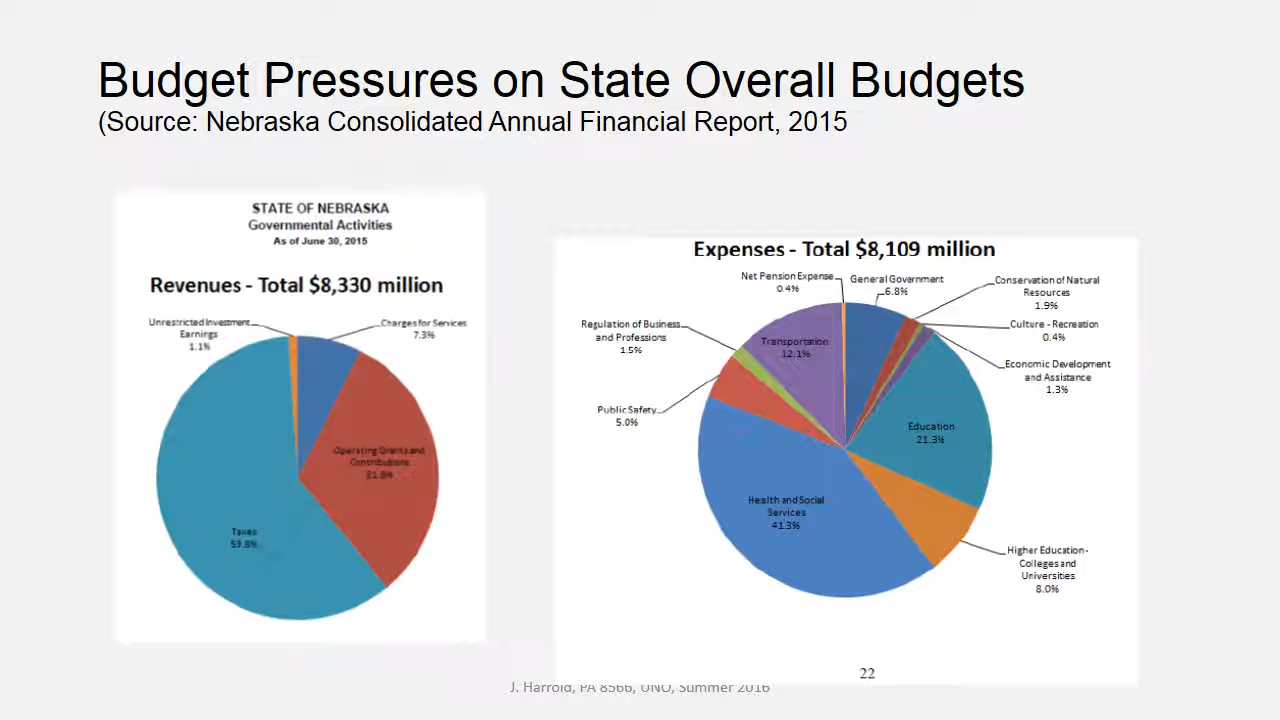 Budget Pressures on State Overall Budgets
(Source: Nebraska Consolidated Annual Financial Report, 2015
STATE OF NEBRASKA
Governmental Activities
As of June 30, 2015
Revenues - Total $8,330 million
Unrestricted Investment
Earnings
1.1%
Charges for Services
7.3%
Operating Grants and
Contributions
31.8%
Taxes
59.8%
Expenses - Total $8,109 million
Net Pension Expense
0.4%
General Government
6.8%
Conservation of Natural
Resources
1.9%
Culture - Recreation
0.4%
Economic Development
and Assistance
1.3%
Regulation of Business
and Professions
1.5%
Transportation
12.1%
Public Safety
5.0%
Education
21.3%
Health and Social
Services
41.3%
Higher Education -
Colleges and
Universities
8.0%
22
J. Harrold, PA 8566, UNO, Summer 2016